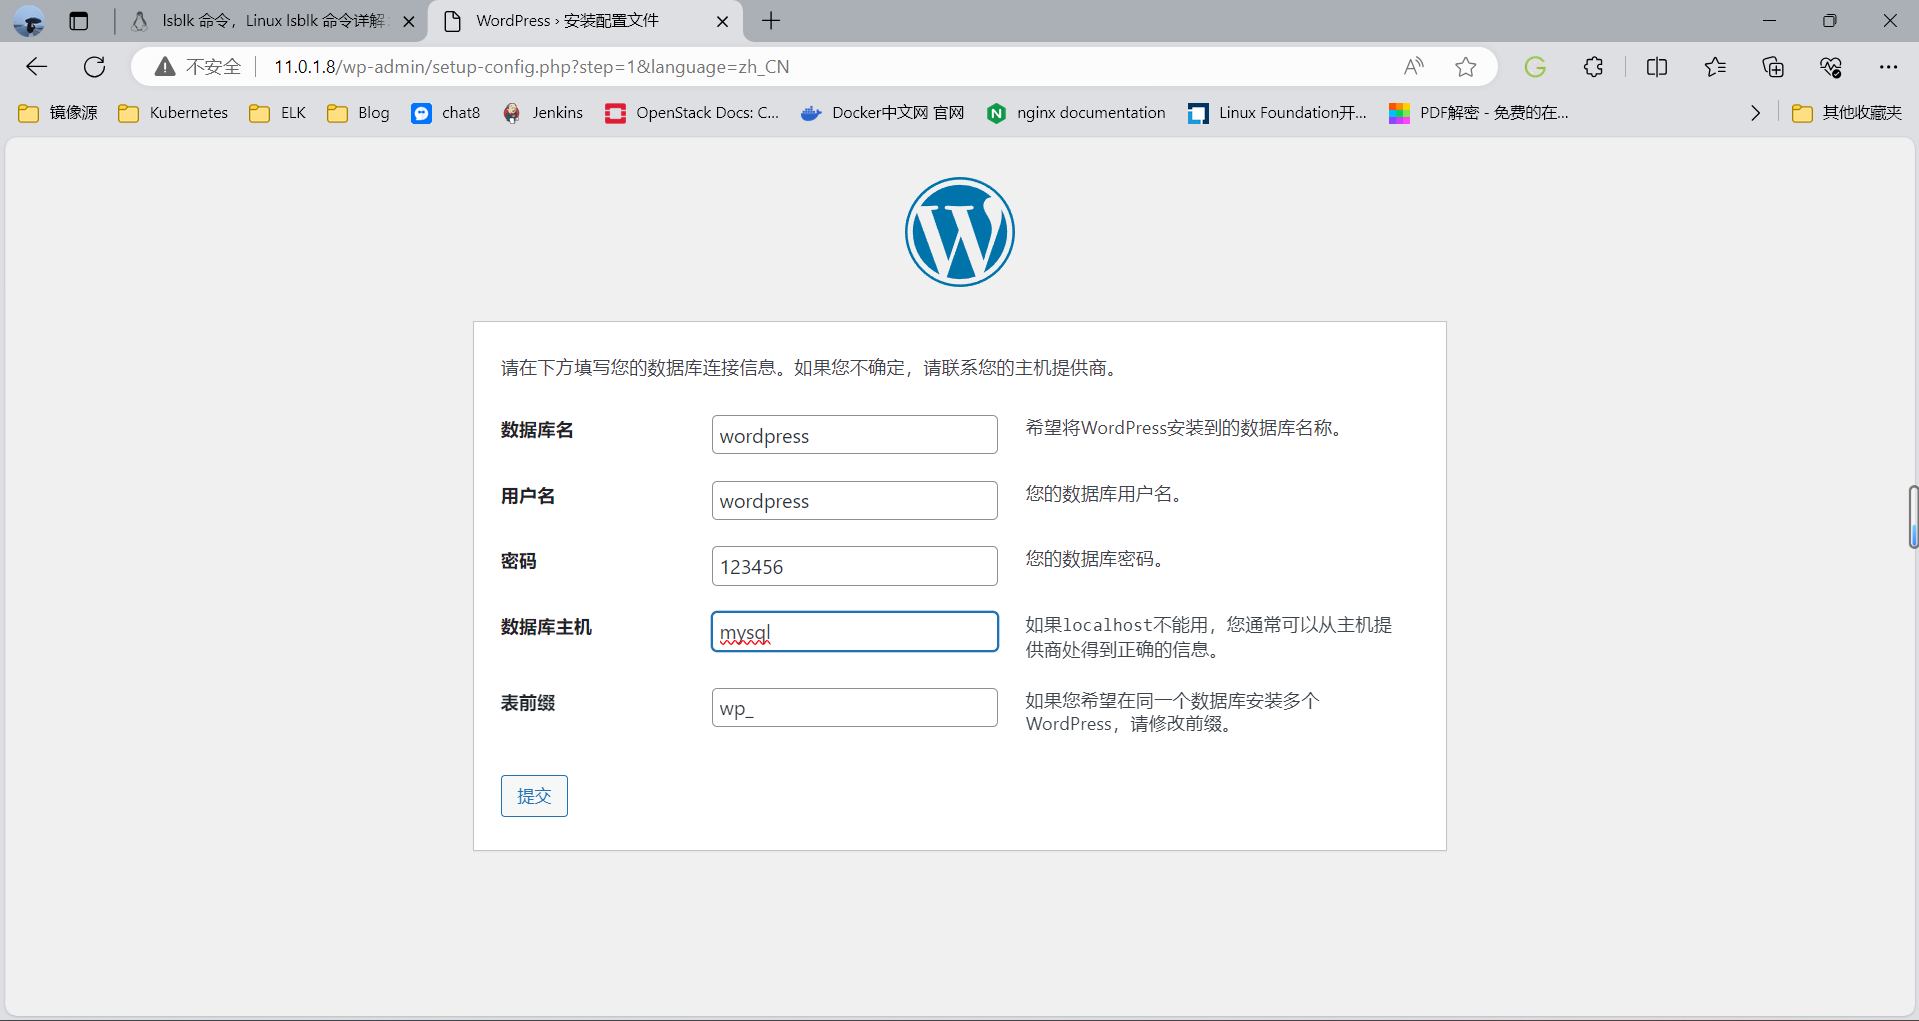 lsblk 命令，Linux lsblk 命令详解
WordPress › 安装配置文件
不安全
11.0.1.8/wp-admin/setup-config.php?step=1&language=zh_CN
镜像源
Kubernetes
ELK
Blog
chat8
Jenkins
OpenStack Docs: C...
Docker中文网 官网
nginx documentation
Linux Foundation开...
PDF解密 - 免费的在...
其他收藏夹
请在下方填写您的数据库连接信息。如果您不确定，请联系您的主机提供商。
数据库名
wordpress
希望将WordPress安装到的数据库名称。
用户名
wordpress
您的数据库用户名。
密码
123456
您的数据库密码。
数据库主机
mysql
如果localhost不能用，您通常可以从主机提
供商处得到正确的信息。
表前缀
wp_
如果您希望在同一个数据库安装多个
WordPress，请修改前缀。
提交